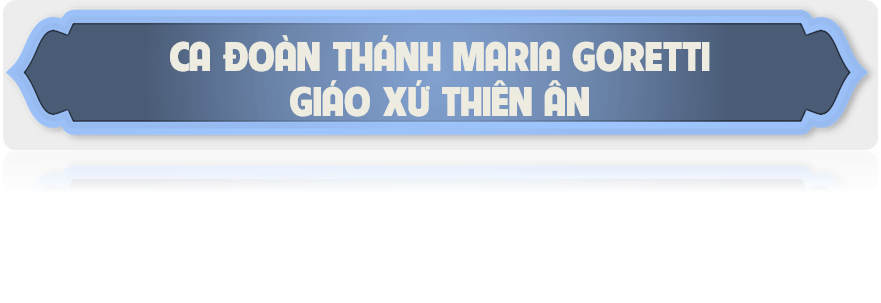 CA ĐOÀN THÁNH MARIA GORETTI
GIÁO XỨ THIÊN ÂN